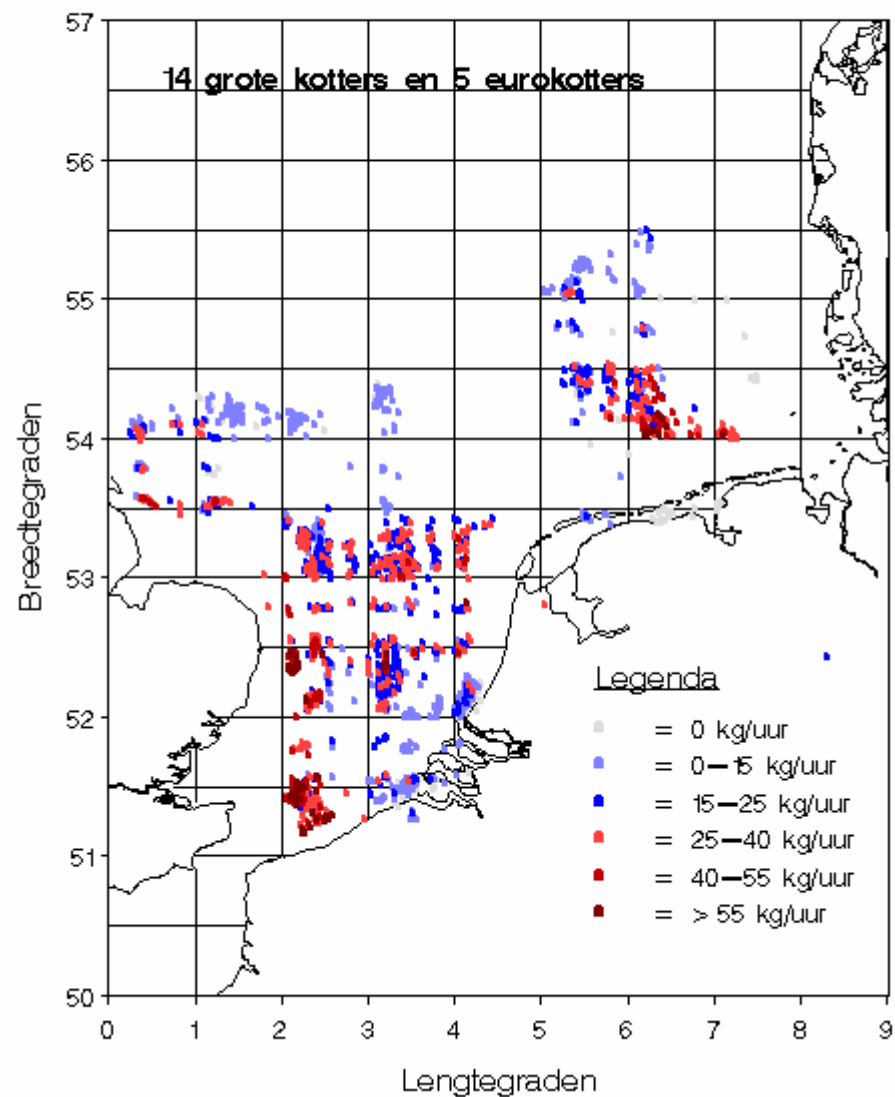 14 grote kotters en 5 eurokotters
57
56
55
54
53
52
51
50
Breedtegraden
Legenda
= 0 kg/uur
= 0–15 kg/uur
= 15–25 kg/uur
= 25–40 kg/uur
= 40–55 kg/uur
= > 55 kg/uur
0 1 2 3 4 5 6 7 8 9
Lengtegraden